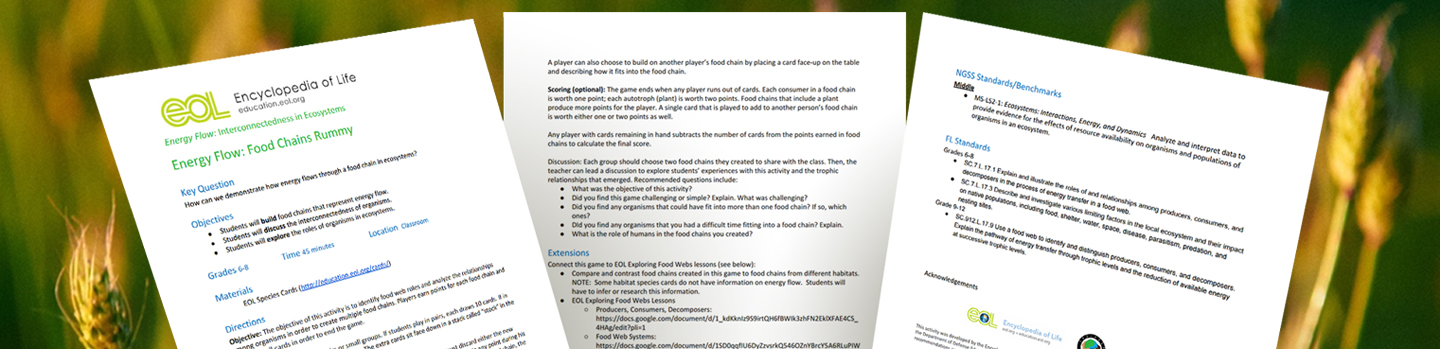 eoL Encyclopedia of Life
education.eol.org
Energy Flow: Interconnectedness in Ecosystems
Energy Flow: Food Chains Rummy
Key Question
How can we demonstrate how energy flows through a food chain in ecosystems?
Objectives
● Students will build food chains that represent energy flow.
● Students will discuss the interconnectedness of organisms.
● Students will explore the roles of organisms in ecosystems.
Grades 6-8 Time 45 minutes Location Classroom
Materials
EOL Species Cards (http://education.eol.org/cards/)
Directions
Objective: The objective of this activity is to identify food web roles and analyze the relationships
among organisms in order to create multiple food chains. Players earn points for each food chain and
cards in order to end the game.
or small groups. If students play in pairs, each draws 10 cards. If
The extra cards sit face down in a stack called "stock" in the
discard either the new
any point during his
chain, the
A player can also choose to build on another player's food chain by placing a card face-up on the table
and describing how it fits into the food chain.
Scoring (optional): The game ends when any player runs out of cards. Each consumer in a food chain
is worth one point; each autotroph (plant) is worth two points. Food chains that include a plant
produce more points for the player. A single card that is played to add to another person's food chain
is worth either one or two points as well.
Any player with cards remaining in hand subtracts the number of cards from the points earned in food
chains to calculate the final score.
Discussion: Each group should choose two food chains they created to share with the class. Then, the
teacher can lead a discussion to explore students' experiences with this activity and the trophic
relationships that emerged. Recommended questions include:
● What was the objective of this activity?
● Did you find this game challenging or simple? Explain. What was challenging?
● Did you find any organisms that could have fit into more than one food chain? If so, which
ones?
● Did you find any organisms that you had a difficult time fitting into a food chain? Explain.
● What is the role of humans in the food chains you created?
Extensions
Connect this game to EOL Exploring Food Webs lessons (see below):
● Compare and contrast food chains created in this game to food chains from different habitats.
NOTE: Some habitat species cards do not have information on energy flow. Students will
have to infer or research this information.
● EOL Exploring Food Webs Lessons
○ Producers, Consumers, Decomposers:
https://docs.google.com/document/d/1_kdKknIz9S9irtQH6fBWIk3zhFN2EkIXFAE4C5_
4HAg/edit?pli=1
○ Food Web Systems:
https://docs.google.com/document/d/1SD0qqfIU6DyZzvsrkQ546OZnYBrcY5A6RLuPIW
NGSS Standards/Benchmarks
Middle
● MS-LS2-1: Ecosystems: Interactions, Energy, and Dynamics Analyze and interpret data to
provide evidence for the effects of resource availability on organisms and populations of
organisms in an ecosystem.
FL Standards
Grades 6-8
● SC.7.L.17.1 Explain and illustrate the roles of and relationships among producers, consumers, and
decomposers in the process of energy transfer in a food web.
● SC.7.L.17.3 Describe and investigate various limiting factors in the local ecosystem and their impact
on native populations, including food, shelter, water, space, disease, parasitism, predation, and
nesting sites.
Grade 9-12
● SC.912.L.17.9 Use a food web to identify and distinguish producers, consumers, and decomposers.
Explain the pathway of energy transfer through trophic levels and the reduction of available energy
at successive trophic levels.
Acknowledgements
eoL Encyclopedia of Life
This activity was developed by the
the Department of Defense